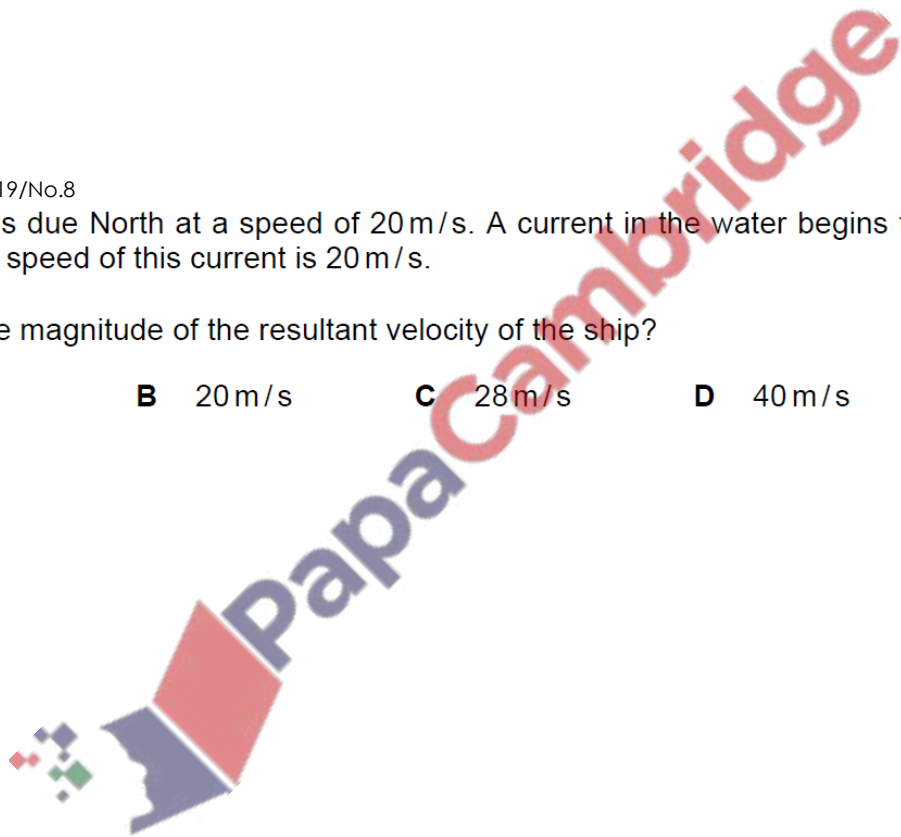 19/No.8
s due North at a speed of 20 m/s. A current in the water begins
speed of this current is 20 m/s.
e magnitude of the resultant velocity of the ship?
B 20 m/s C 28 m/s D 40 m/s
PapaCambridge